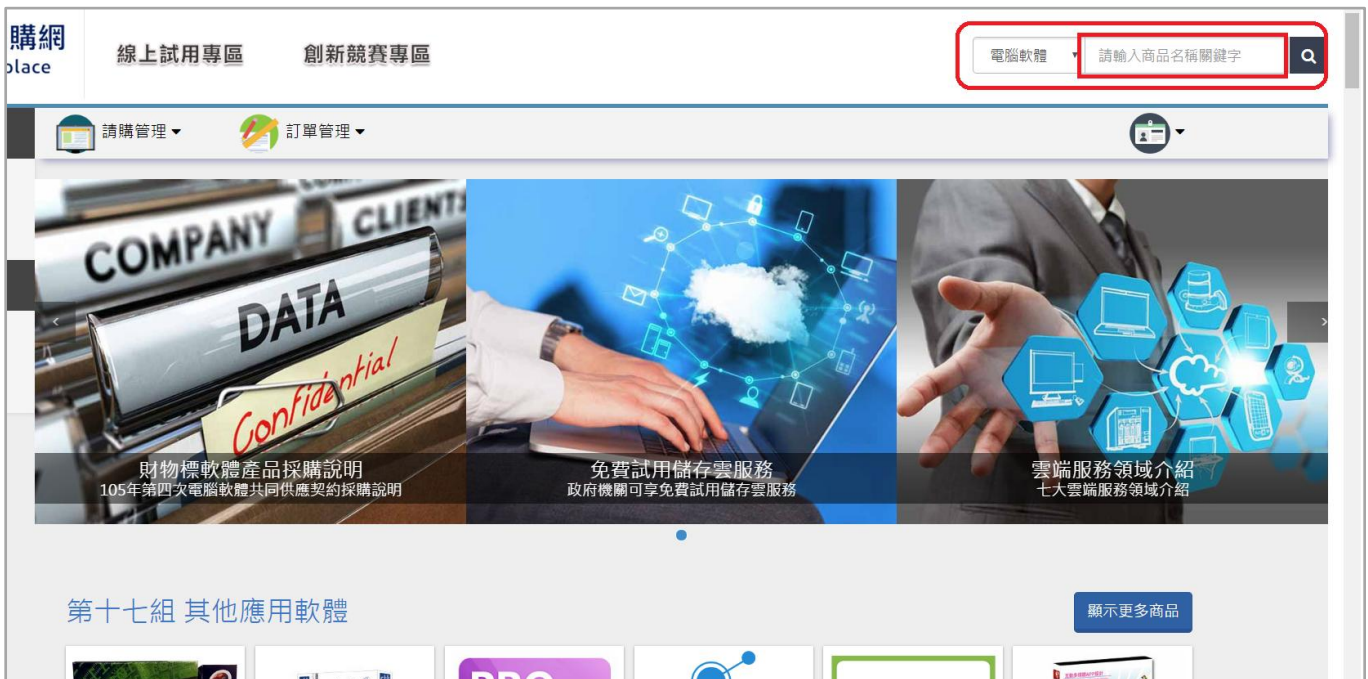 購網
place
線上試用專區
創新競賽專區
電腦軟體
請輸入商品名稱關鍵字
請購管理
訂單管理
COMPANY
CLIENTS
DATA
Confidential
財物標軟體產品採購說明
105年第四次電腦軟體共同供應契約採購說明
免費試用儲存雲服務
政府機關可享免費試用儲存雲服務
雲端服務領域介紹
七大雲端服務領域介紹
第十七組 其他應用軟體
顯示更多商品
PRO